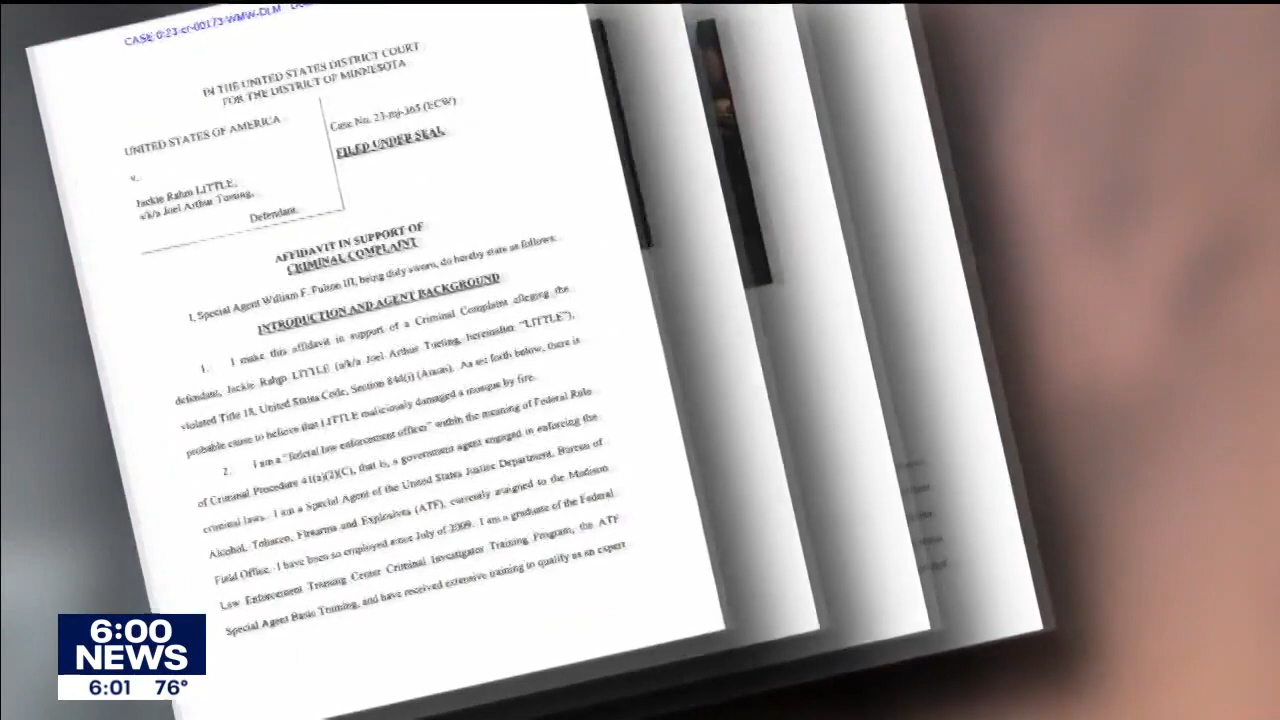 CASE 0:23-cr-00173-WMW-DLM
IN THE UNITED STATES DISTRICT COURT
FOR THE DISTRICT OF MINNESOTA
UNITED STATES OF AMERICA
v.
Jackie Rahm LITTLE,
a/k/a Joel Arthur Tueting,
Defendant.
Case No. 23-mj-365 (ECW)
FILED UNDER SEAL
AFFIDAVIT IN SUPPORT OF
CRIMINAL COMPLAINT
I, Special Agent William F. Fulton III, being duly sworn, do hereby state as follows:
INTRODUCTION AND AGENT BACKGROUND
1. I make this affidavit in support of a Criminal Complaint alleging the
defendant, Jackie Rahm LITTLE (a/k/a Joel Arthur Tueting, hereinafter "LITTLE"),
violated Title 18, United States Code, Section 844(i) (Arson). As set forth below, there is
probable cause to believe that LITTLE maliciously damaged a mosque by fire.
2. I am a "federal law enforcement officer" within the meaning of Federal Rule
of Criminal Procedure 41(a)(2)(C), that is, a government agent engaged in enforcing the
criminal laws. I am a Special Agent of the United States Justice Department, Bureau of
Alcohol, Tobacco, Firearms and Explosives (ATF), currently assigned to the Madison
Field Office. I have been so employed since July of 2009. I am a graduate of the Federal
Law Enforcement Training Center Criminal Investigator Training Program, the ATF
Special Agent Basic Training, and have received extensive training to qualify as an expert
6:00
NEWS
6:01 76°